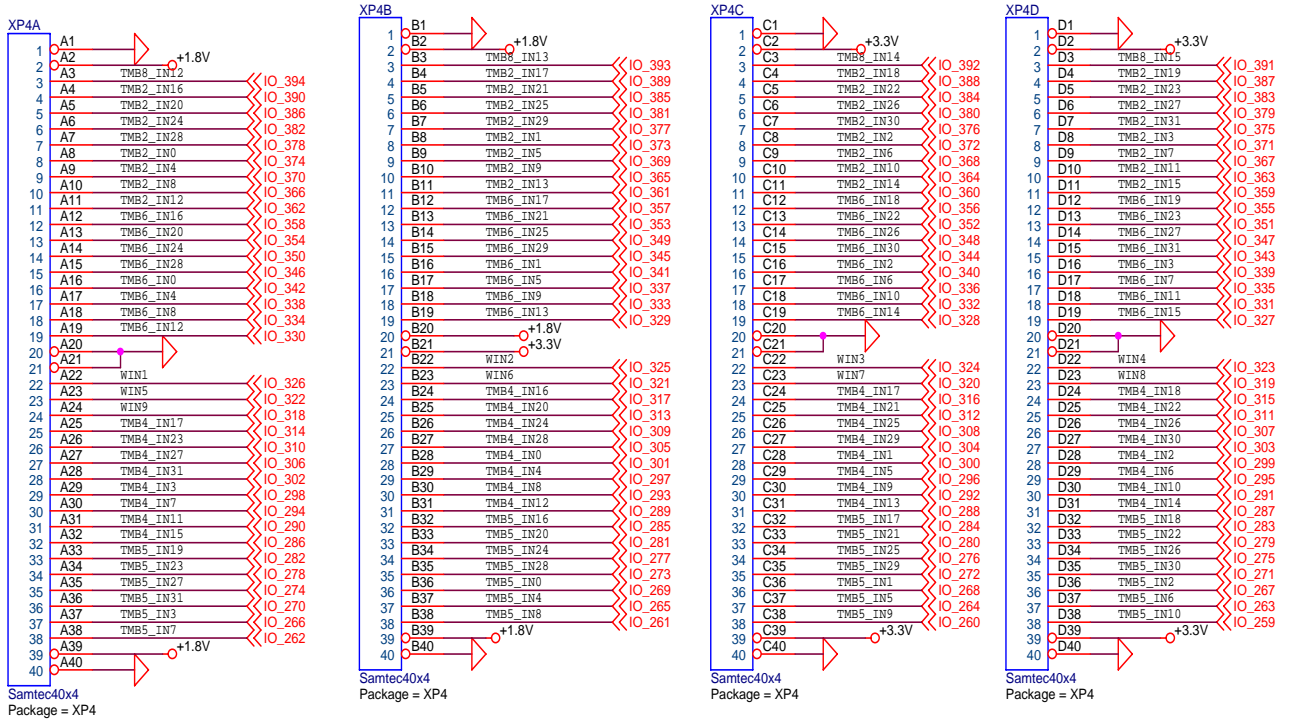 XP4A
1 A1
2 A2 +1.8V
3 A3 TMB8_IN12 IO_394
4 A4 TMB2_IN16 IO_390
5 A5 TMB2_IN20 IO_386
6 A6 TMB2_IN24 IO_382
7 A7 TMB2_IN28 IO_378
8 A8 TMB2_IN0 IO_374
9 A9 TMB2_IN4 IO_370
10 A10 TMB2_IN8 IO_366
11 A11 TMB2_IN12 IO_362
12 A12 TMB6_IN16 IO_358
13 A13 TMB6_IN20 IO_354
14 A14 TMB6_IN24 IO_350
15 A15 TMB6_IN28 IO_346
16 A16 TMB6_IN0 IO_342
17 A17 TMB6_IN4 IO_338
18 A18 TMB6_IN8 IO_334
19 A19 TMB6_IN12 IO_330
20 A20
21 A21
22 A22 WIN1 IO_326
23 A23 WIN5 IO_322
24 A24 WIN9 IO_318
25 A25 TMB4_IN17 IO_314
26 A26 TMB4_IN23 IO_310
27 A27 TMB4_IN27 IO_306
28 A28 TMB4_IN31 IO_302
29 A29 TMB4_IN3 IO_298
30 A30 TMB4_IN7 IO_294
31 A31 TMB4_IN11 IO_290
32 A32 TMB4_IN15 IO_286
33 A33 TMB5_IN19 IO_282
34 A34 TMB5_IN23 IO_278
35 A35 TMB5_IN27 IO_274
36 A36 TMB5_IN31 IO_270
37 A37 TMB5_IN3 IO_266
38 A38 TMB5_IN7 IO_262
39 A39 +1.8V
40 A40
Samtec40x4
Package = XP4
XP4B
1 B1
2 B2 +1.8V
3 B3 TMB8_IN13 IO_393
4 B4 TMB2_IN17 IO_389
5 B5 TMB2_IN21 IO_385
6 B6 TMB2_IN25 IO_381
7 B7 TMB2_IN29 IO_377
8 B8 TMB2_IN1 IO_373
9 B9 TMB2_IN5 IO_369
10 B10 TMB2_IN9 IO_365
11 B11 TMB2_IN13 IO_361
12 B12 TMB6_IN17 IO_357
13 B13 TMB6_IN21 IO_353
14 B14 TMB6_IN25 IO_349
15 B15 TMB6_IN29 IO_345
16 B16 TMB6_IN1 IO_341
17 B17 TMB6_IN5 IO_337
18 B18 TMB6_IN9 IO_333
19 B19 TMB6_IN13 IO_329
20 B20 +1.8V
21 B21 +3.3V
22 B22 WIN2 IO_325
23 B23 WIN6 IO_321
24 B24 TMB4_IN16 IO_317
25 B25 TMB4_IN20 IO_313
26 B26 TMB4_IN24 IO_309
27 B27 TMB4_IN28 IO_305
28 B28 TMB4_IN0 IO_301
29 B29 TMB4_IN4 IO_297
30 B30 TMB4_IN8 IO_293
31 B31 TMB4_IN12 IO_289
32 B32 TMB5_IN16 IO_285
33 B33 TMB5_IN20 IO_281
34 B34 TMB5_IN24 IO_277
35 B35 TMB5_IN28 IO_273
36 B36 TMB5_IN0 IO_269
37 B37 TMB5_IN4 IO_265
38 B38 TMB5_IN8 IO_261
39 B39 +1.8V
40 B40
Samtec40x4
Package = XP4
XP4C
1 C1
2 C2 +3.3V
3 C3 TMB8_IN14 IO_392
4 C4 TMB2_IN18 IO_388
5 C5 TMB2_IN22 IO_384
6 C6 TMB2_IN26 IO_380
7 C7 TMB2_IN30 IO_376
8 C8 TMB2_IN2 IO_372
9 C9 TMB2_IN6 IO_368
10 C10 TMB2_IN10 IO_364
11 C11 TMB2_IN14 IO_360
12 C12 TMB6_IN18 IO_356
13 C13 TMB6_IN22 IO_352
14 C14 TMB6_IN26 IO_348
15 C15 TMB6_IN30 IO_344
16 C16 TMB6_IN2 IO_340
17 C17 TMB6_IN6 IO_336
18 C18 TMB6_IN10 IO_332
19 C19 TMB6_IN14 IO_328
20 C20
21 C21
22 C22 WIN3 IO_324
23 C23 WIN7 IO_320
24 C24 TMB4_IN17 IO_316
25 C25 TMB4_IN21 IO_312
26 C26 TMB4_IN25 IO_308
27 C27 TMB4_IN29 IO_304
28 C28 TMB4_IN1 IO_300
29 C29 TMB4_IN5 IO_296
30 C30 TMB4_IN9 IO_292
31 C31 TMB4_IN13 IO_288
32 C32 TMB5_IN17 IO_284
33 C33 TMB5_IN21 IO_280
34 C34 TMB5_IN25 IO_276
35 C35 TMB5_IN29 IO_272
36 C36 TMB5_IN1 IO_268
37 C37 TMB5_IN5 IO_264
38 C38 TMB5_IN9 IO_260
39 C39 +3.3V
40 C40
Samtec40x4
Package = XP4
XP4D
1 D1
2 D2 +3.3V
3 D3 TMB8_IN15 IO_391
4 D4 TMB2_IN19 IO_387
5 D5 TMB2_IN23 IO_383
6 D6 TMB2_IN27 IO_379
7 D7 TMB2_IN31 IO_375
8 D8 TMB2_IN3 IO_371
9 D9 TMB2_IN7 IO_367
10 D10 TMB2_IN11 IO_363
11 D11 TMB2_IN15 IO_359
12 D12 TMB6_IN19 IO_355
13 D13 TMB6_IN23 IO_351
14 D14 TMB6_IN27 IO_347
15 D15 TMB6_IN31 IO_343
16 D16 TMB6_IN3 IO_339
17 D17 TMB6_IN7 IO_335
18 D18 TMB6_IN11 IO_331
19 D19 TMB6_IN15 IO_327
20 D20
21 D21
22 D22 WIN4 IO_323
23 D23 WIN8 IO_319
24 D24 TMB4_IN18 IO_315
25 D25 TMB4_IN22 IO_311
26 D26 TMB4_IN26 IO_307
27 D27 TMB4_IN30 IO_303
28 D28 TMB4_IN2 IO_299
29 D29 TMB4_IN6 IO_295
30 D30 TMB4_IN10 IO_291
31 D31 TMB4_IN14 IO_287
32 D32 TMB5_IN18 IO_283
33 D33 TMB5_IN22 IO_279
34 D34 TMB5_IN26 IO_275
35 D35 TMB5_IN30 IO_271
36 D36 TMB5_IN2 IO_267
37 D37 TMB5_IN6 IO_263
38 D38 TMB5_IN10 IO_259
39 D39 +3.3V
40 D40
Samtec40x4
Package = XP4